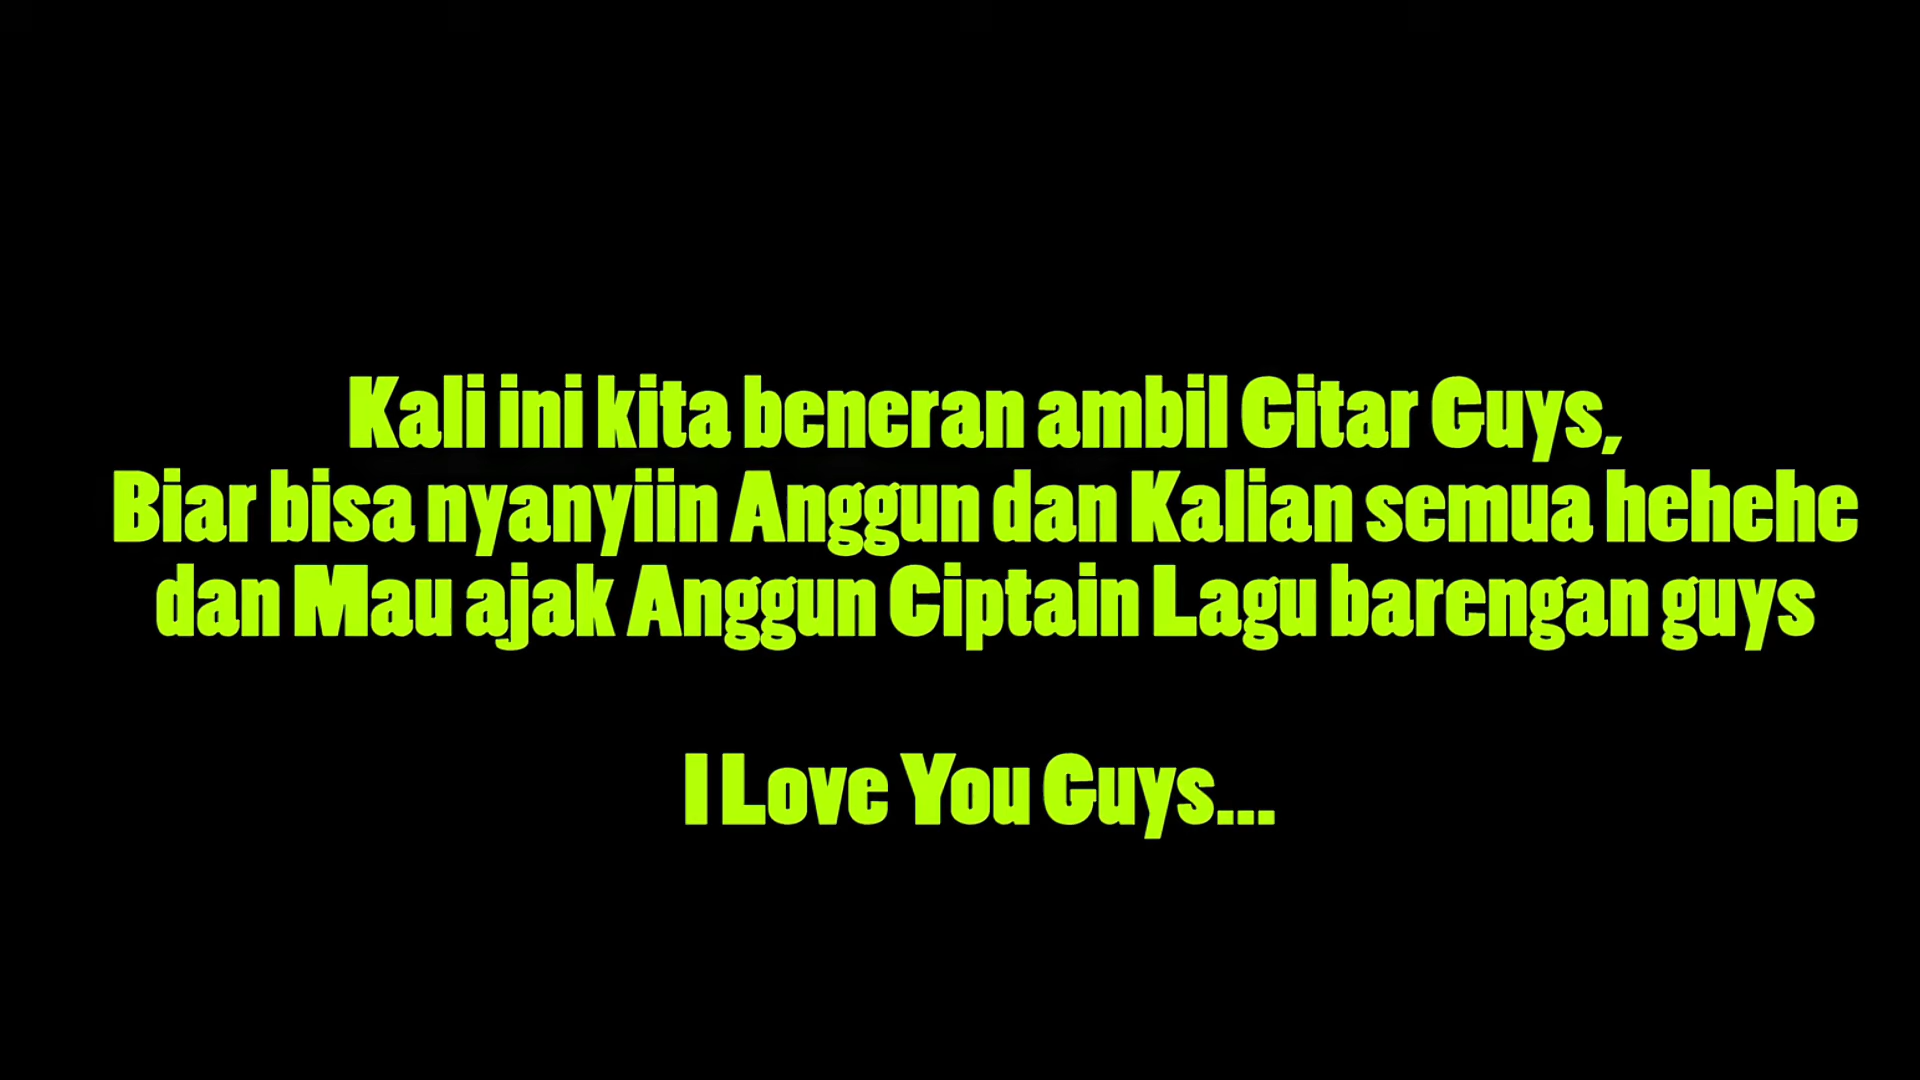 Kali ini kita beneran ambil Gitar Guys,
Biar bisa nyanyiin Anggun dan Kalian semua hehehe
dan Mau ajak Anggun Ciptain Lagu barengan guys
I Love You Guys...